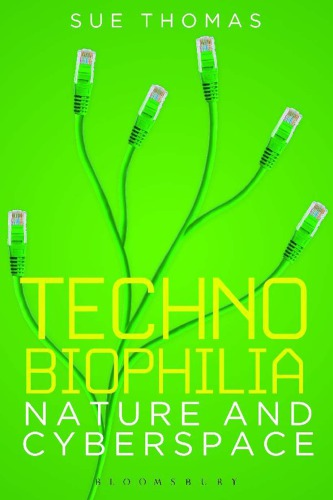 SUE THOMAS
TECHNO
BIOPHILIA
NATURE AND
CYBERSPACE
BLOOMSBURY